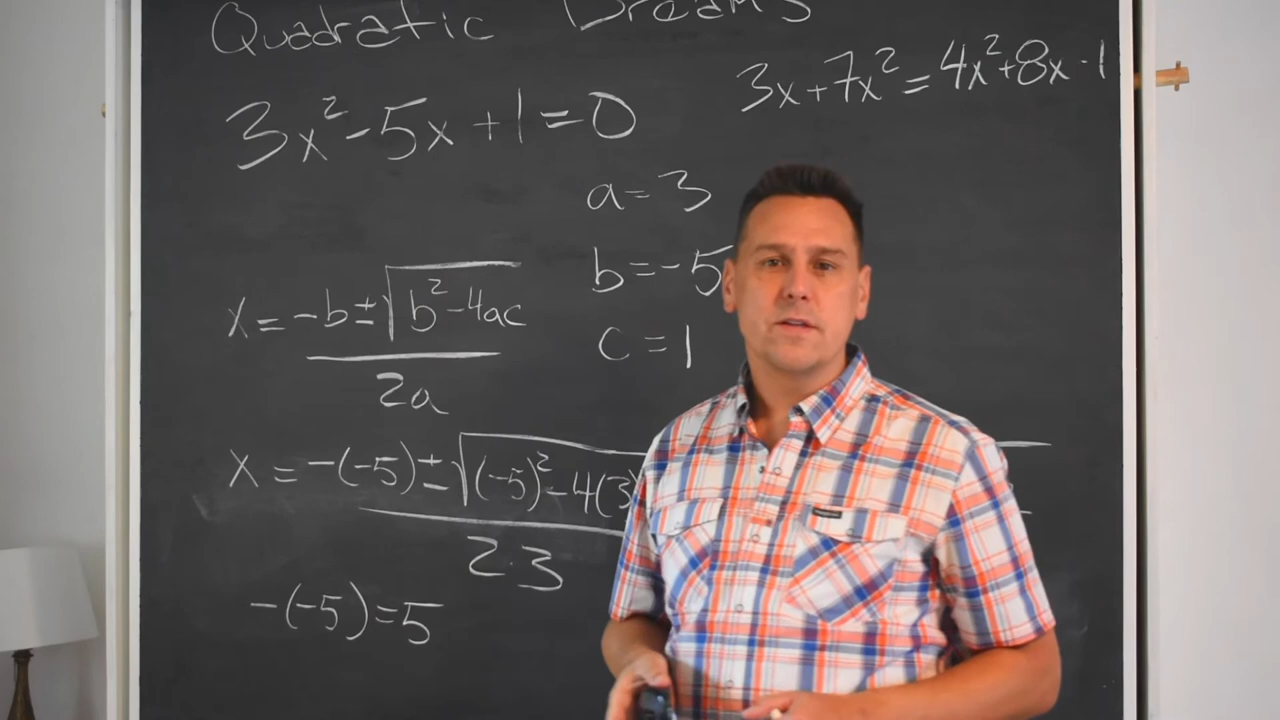 Quadratic Dreams
3x+7x²=4x²+8x-1
3x²-5x+1=0
a=3
b=-5
c=1
x=-b±√b²-4ac
2a
x=-(-5)±√(-5)²-4(3)
2·3
-(-5)=5